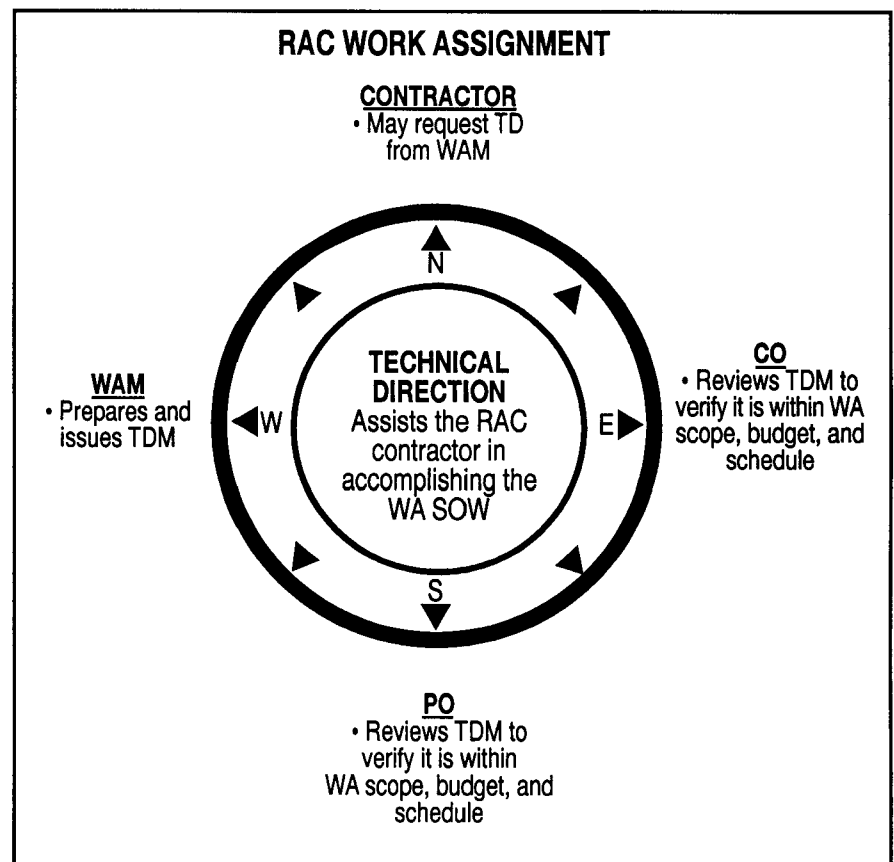 RAC WORK ASSIGNMENT
CONTRACTOR
• May request TD
from WAM
N
WAM
• Prepares and
issues TDM
W
TECHNICAL
DIRECTION
Assists the RAC
contractor in
accomplishing the
WA SOW
E
CO
• Reviews TDM to
verify it is within WA
scope, budget, and
schedule
S
PO
• Reviews TDM to
verify it is within
WA scope, budget, and
schedule